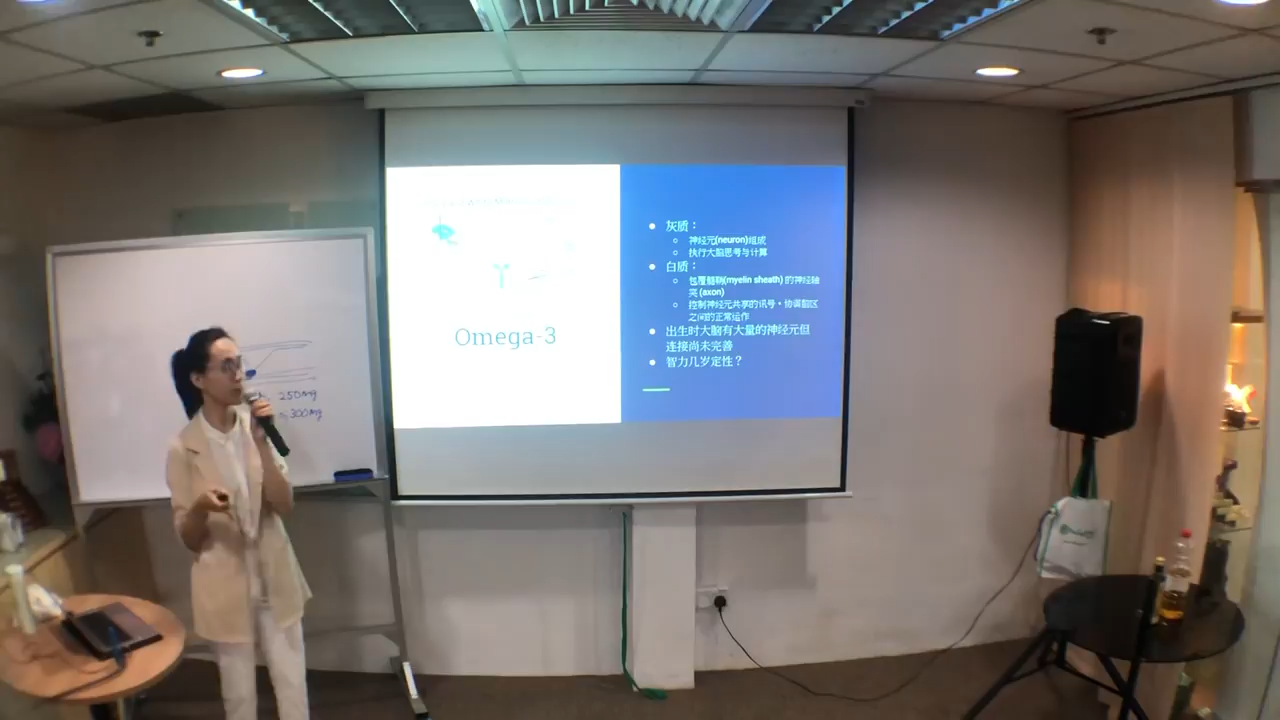 250mg
300mg
Omega-3
灰质：
神经元(neuron)组成
执行大脑思考与计算
白质：
包覆髓鞘(myelin sheath) 的神经轴
突 (axon)
控制神经元共享的讯号，协调脑区
之间的正常运作
出生时大脑有大量的神经元但
连接尚未完善
智力几岁定性？